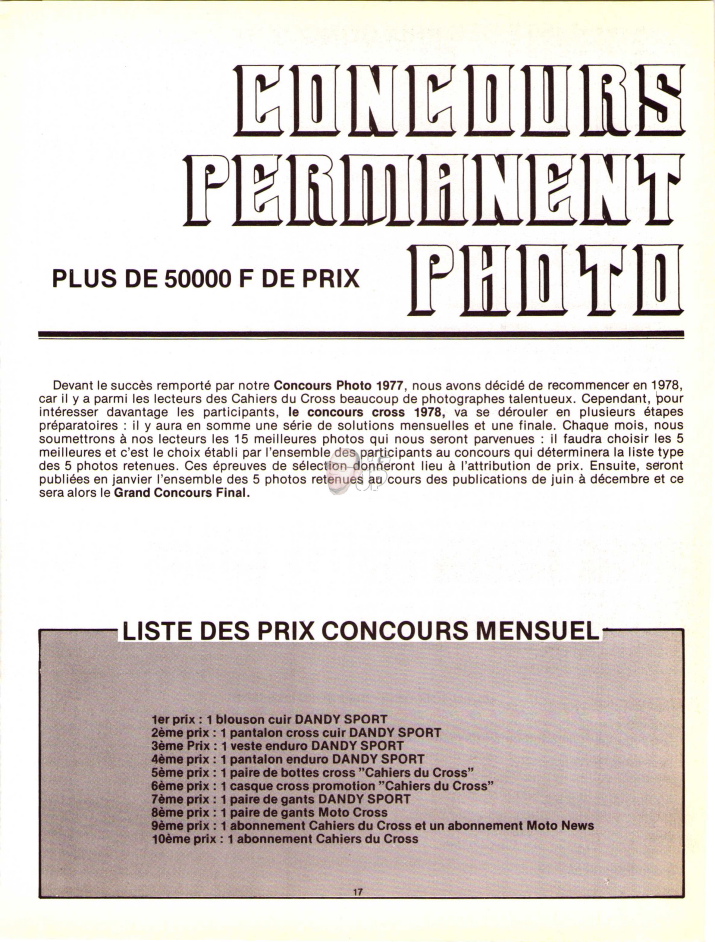 CONCOURS
PERMANENT
PHOTO
PLUS DE 50000 F DE PRIX
Devant le succès remporté par notre Concours Photo 1977, nous avons décidé de recommencer en 1978,
car il y a parmi les lecteurs des Cahiers du Cross beaucoup de photographes talentueux. Cependant, pour
intéresser davantage les participants, le concours cross 1978, va se dérouler en plusieurs étapes
préparatoires : il y aura en somme une série de solutions mensuelles et une finale. Chaque mois, nous
soumettrons à nos lecteurs les 15 meilleures photos qui nous seront parvenues : il faudra choisir les 5
meilleures et c'est le choix établi par l'ensemble des participants au concours qui déterminera la liste type
des 5 photos retenues. Ces épreuves de sélection donneront lieu à l'attribution de prix. Ensuite, seront
publiées en janvier l'ensemble des 5 photos retenues au cours des publications de juin à décembre et ce
sera alors le Grand Concours Final.
LISTE DES PRIX CONCOURS MENSUEL
1er prix : 1 blouson cuir DANDY SPORT
2ème prix : 1 pantalon cross cuir DANDY SPORT
3ème Prix : 1 veste enduro DANDY SPORT
4ème prix : 1 pantalon enduro DANDY SPORT
5ème prix : 1 paire de bottes cross "Cahiers du Cross"
6ème prix : 1 casque cross promotion "Cahiers du Cross"
7ème prix : 1 paire de gants DANDY SPORT
8ème prix : 1 paire de gants Moto Cross
9ème prix : 1 abonnement Cahiers du Cross et un abonnement Moto News
10ème prix : 1 abonnement Cahiers du Cross
17